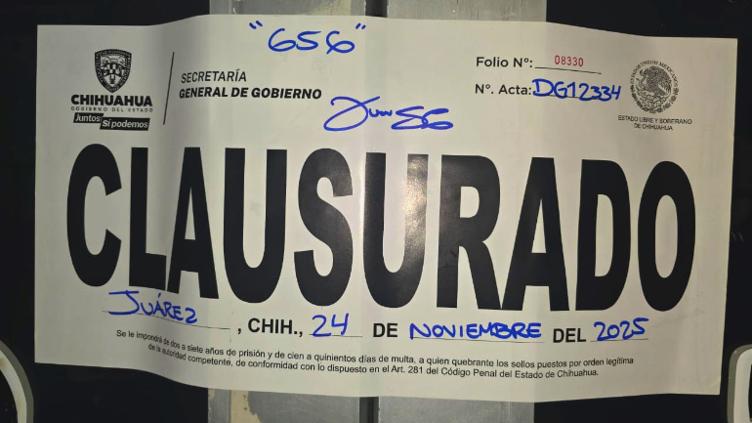 "656"
CHIHUAHUA
GOBIERNO DEL ESTADO
Juntos Sí podemos
SECRETARÍA
GENERAL DE GOBIERNO
Folio Nº: 08330
Nº. Acta: DG12334
ESTADO LIBRE Y SOBERANO
DE CHIHUAHUA
CLAUSURADO
JUÁREZ, CHIH., 24 DE NOVIEMBRE DEL 2025
Se le impondrá de dos a siete años de prisión y de cien a quinientos días de multa, a quien quebrante los sellos puestos por orden legítima
de la autoridad competente, de conformidad con lo dispuesto en el Art. 281 del Código Penal del Estado de Chihuahua.